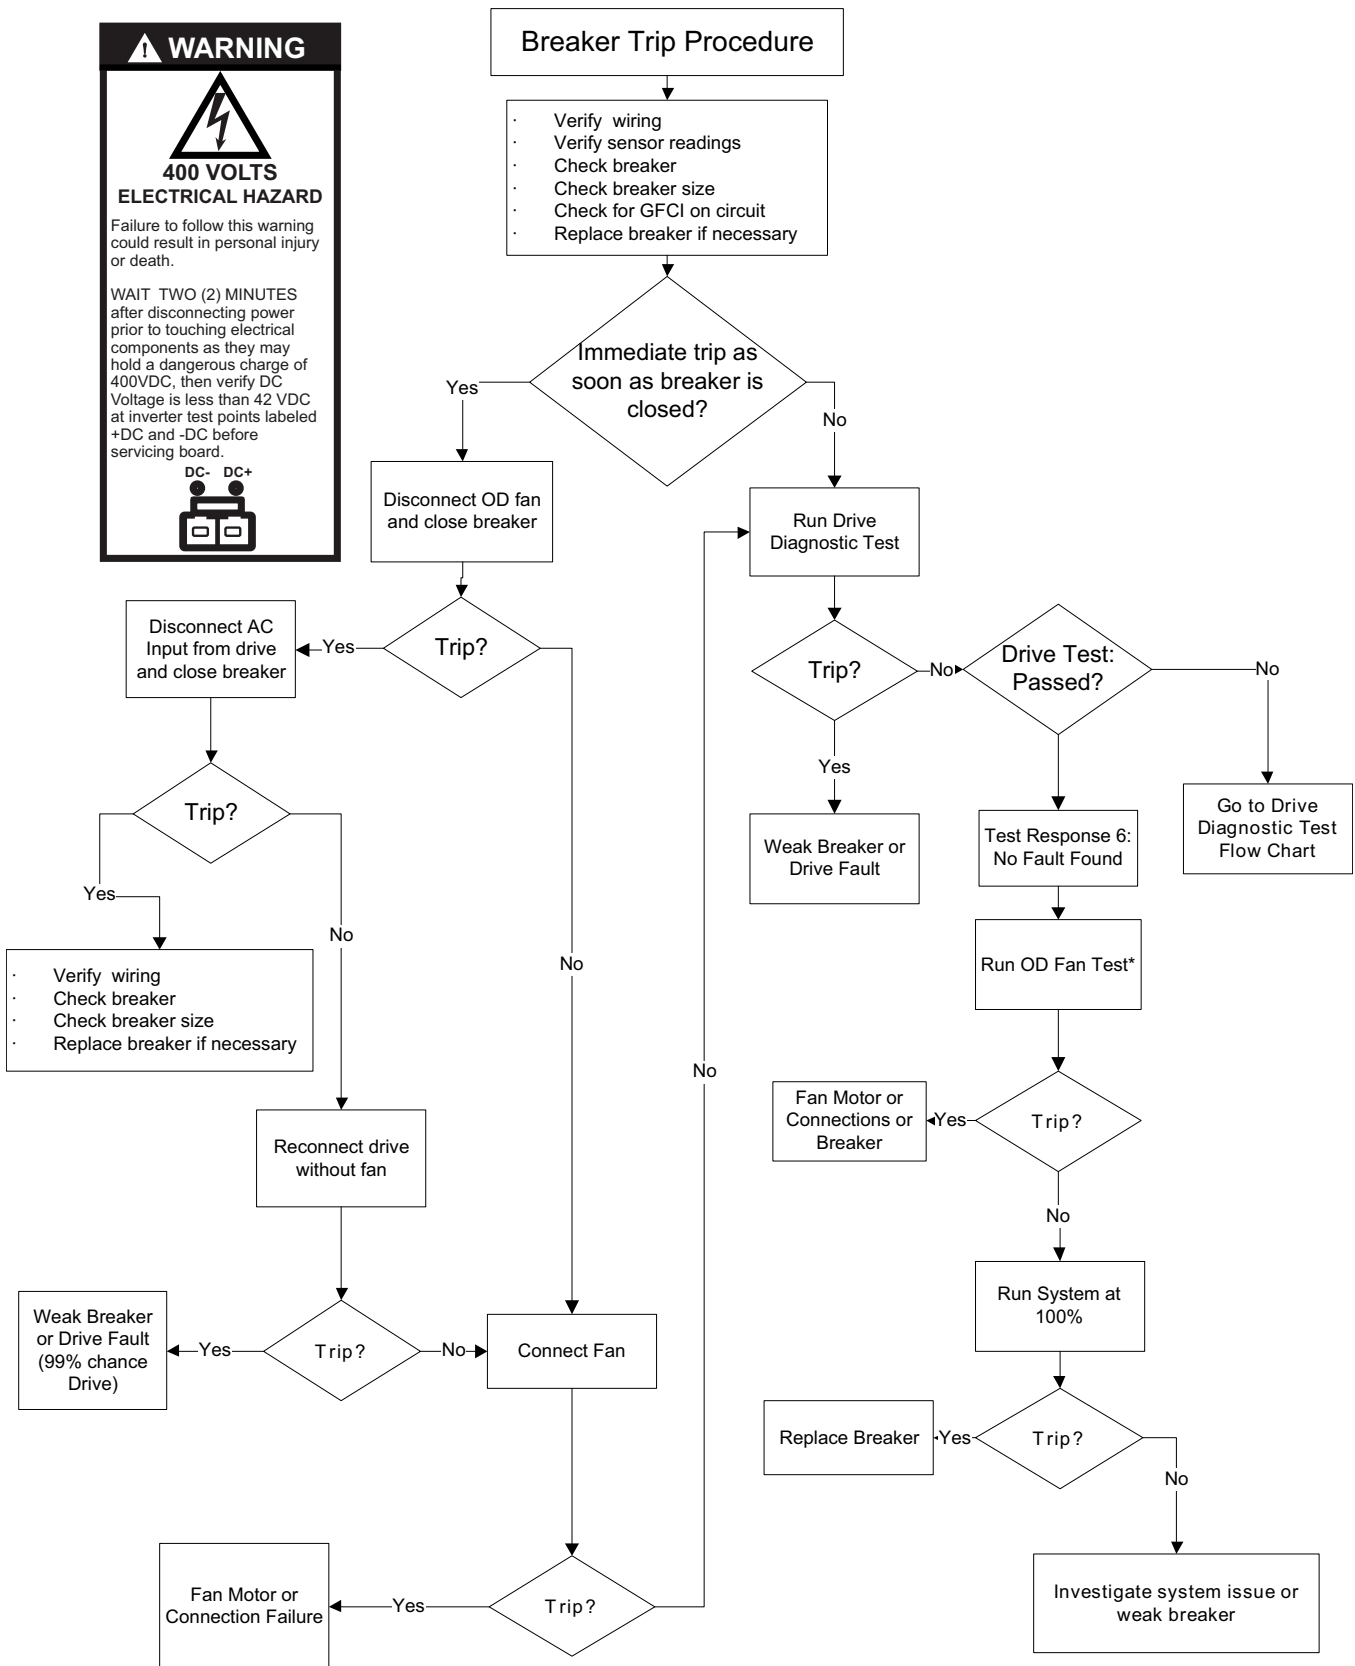 WARNING
400 VOLTS
ELECTRICAL HAZARD
Failure to follow this warning
could result in personal injury
or death.
WAIT TWO (2) MINUTES
after disconnecting power
prior to touching electrical
components as they may
hold a dangerous charge of
400VDC, then verify DC
Voltage is less than 42 VDC
at inverter test points labeled
+DC and -DC before
servicing board.
DC- DC+
Breaker Trip Procedure
· Verify wiring
· Verify sensor readings
· Check breaker
· Check breaker size
· Check for GFCI on circuit
· Replace breaker if necessary
Immediate trip as
soon as breaker is
closed?
Yes
No
Disconnect OD fan
and close breaker
Run Drive
Diagnostic Test
Disconnect AC
Input from drive
and close breaker
Yes
Trip?
Trip?
No
Drive Test:
Passed?
No
Trip?
Yes
Weak Breaker or
Drive Fault
Test Response 6:
No Fault Found
Go to Drive
Diagnostic Test
Flow Chart
Yes
No
No
· Verify wiring
· Check breaker
· Check breaker size
· Replace breaker if necessary
Run OD Fan Test*
No
Reconnect drive
without fan
Fan Motor or
Connections or
Breaker
Yes
Trip?
No
Weak Breaker
or Drive Fault
(99% chance
Drive)
Yes
Trip?
No
Connect Fan
Run System at
100%
Replace Breaker
Yes
Trip?
No
Fan Motor or
Connection Failure
Yes
Trip?
Investigate system issue or
weak breaker